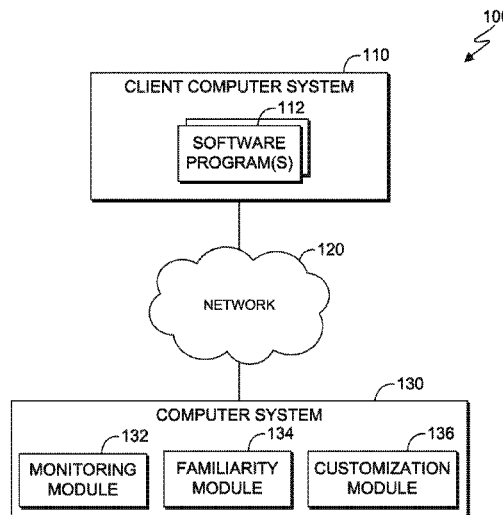 100
110
CLIENT COMPUTER SYSTEM
112
SOFTWARE
PROGRAM(S)
120
NETWORK
130
COMPUTER SYSTEM
132
134
136
MONITORING
MODULE
FAMILIARITY
MODULE
CUSTOMIZATION
MODULE